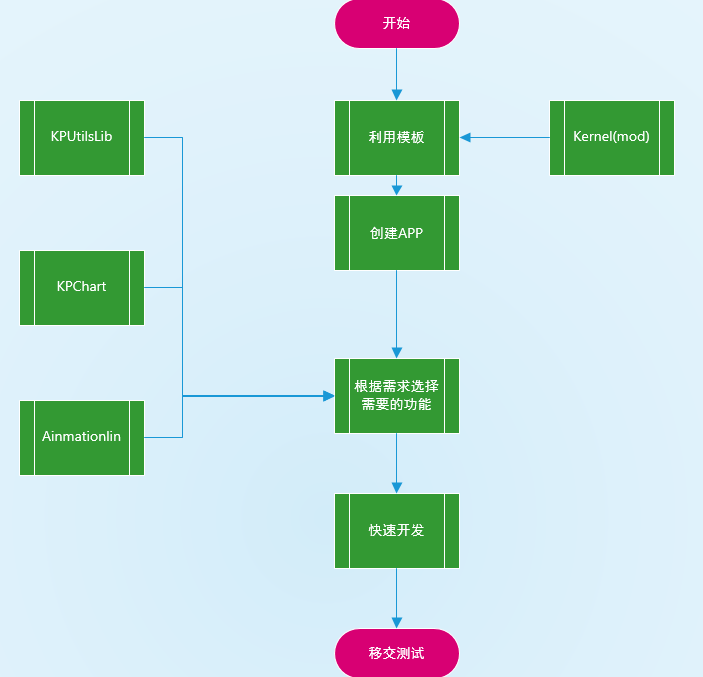 开始
KPUtilsLib
利用模板
Kernel(mod)
创建APP
KPChart
根据需求选择
需要的功能
Ainmationlin
快速开发
移交测试